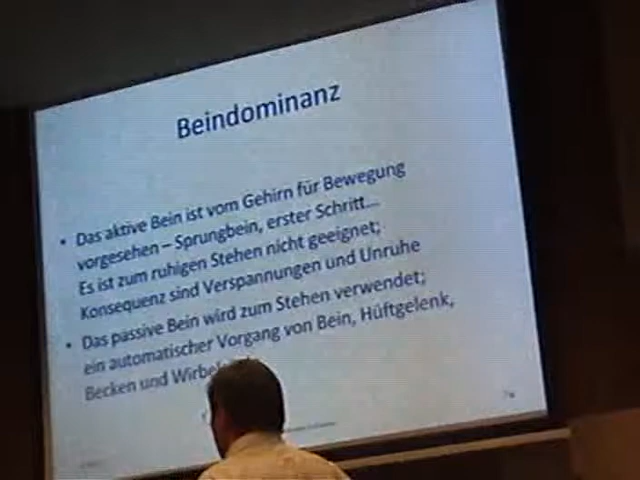 Beindominanz
• Das aktive Bein ist vom Gehirn für Bewegung
vorgesehen – Sprungbein, erster Schritt...
Es ist zum ruhigen Stehen nicht geeignet;
Konsequenz sind Verspannungen und Unruhe
• Das passive Bein wird zum Stehen verwendet;
ein automatischer Vorgang von Bein, Hüftgelenk,
Becken und